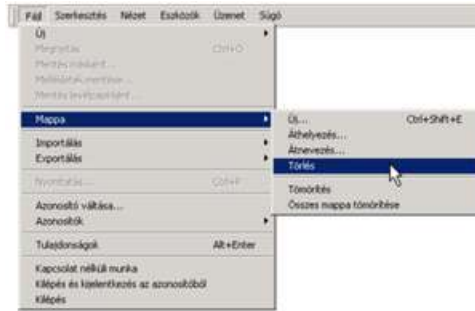 Fájl Szerkesztés Nézet Eszközök Üzenet Súgó
Új
Megnyitás Ctrl+O
Mentés másként...
Mellékletek mentése...
Mentés levélpapírként...
Mappa
Importálás
Exportálás
Nyomtatás... Ctrl+P
Azonosító váltása...
Azonosítók
Tulajdonságok Alt+Enter
Kapcsolat nélküli munka
Kilépés és kijelentkezés az azonosítóból
Kilépés
Új... Ctrl+Shift+E
Áthelyezés...
Átnevezés...
Törlés
Tömörítés
Összes mappa tömörítése